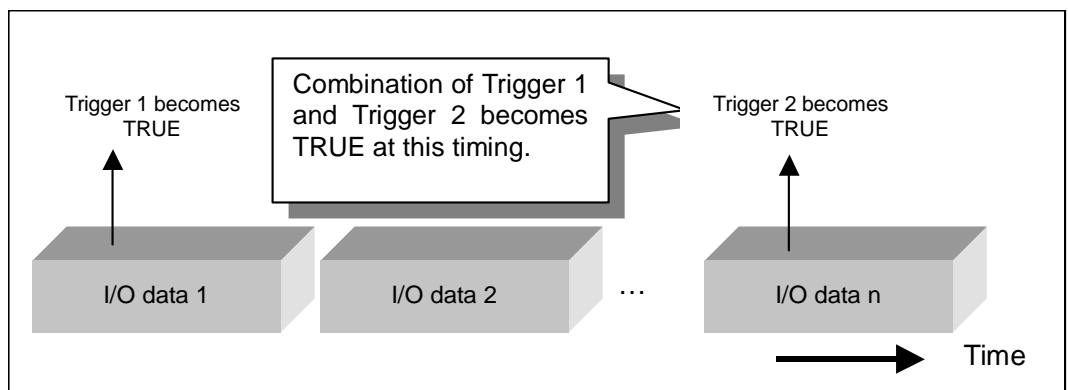 Combination of Trigger 1
and Trigger 2 becomes
TRUE at this timing.
Trigger 1 becomes
TRUE
Trigger 2 becomes
TRUE
I/O data 1
I/O data 2
…
I/O data n
Time